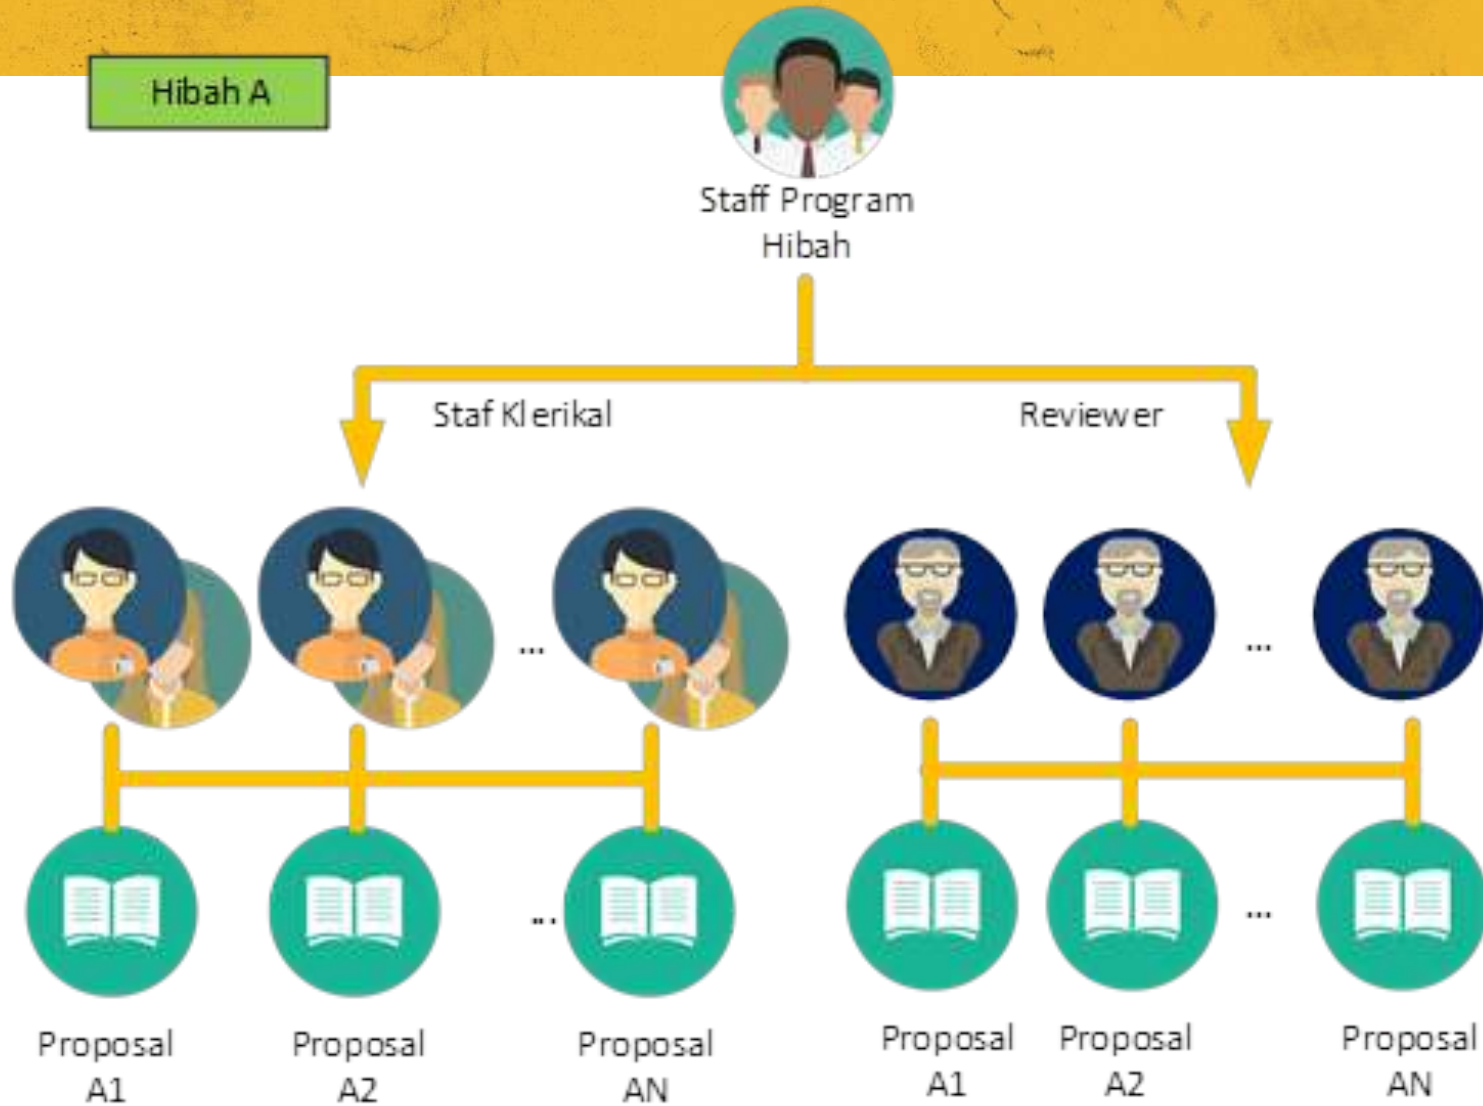 Hibah A
Staff Program
Hibah
Staf Klerikal
Reviewer
...
...
...
...
Proposal
A1
Proposal
A2
Proposal
AN
Proposal
A1
Proposal
A2
Proposal
AN